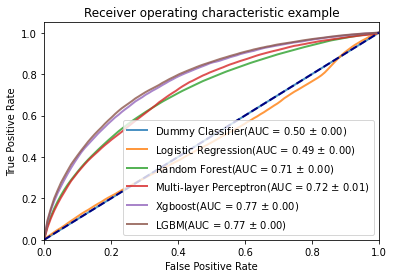 Receiver operating characteristic example
True Positive Rate
1.0
0.8
0.6
0.4
0.2
0.0
Dummy Classifier(AUC = 0.50 ± 0.00)
Logistic Regression(AUC = 0.49 ± 0.00)
Random Forest(AUC = 0.71 ± 0.00)
Multi-layer Perceptron(AUC = 0.72 ± 0.01)
Xgboost(AUC = 0.77 ± 0.00)
LGBM(AUC = 0.77 ± 0.00)
0.0 0.2 0.4 0.6 0.8 1.0
False Positive Rate